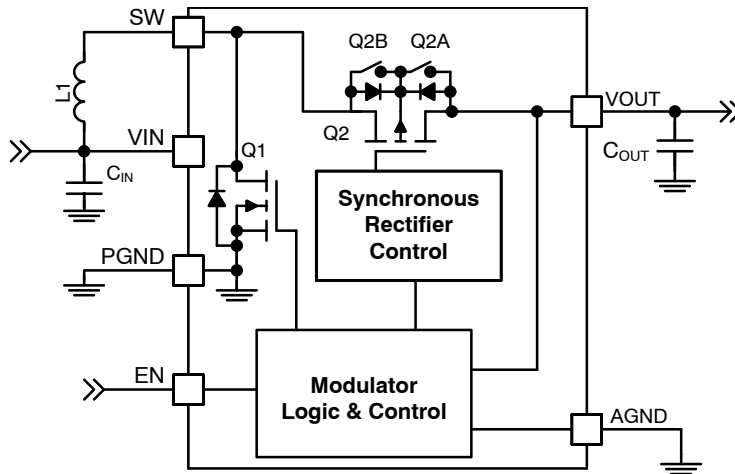 SW
Q2B Q2A
L1
VOUT
Q2
VIN
Q1
COUT
CIN
Synchronous
Rectifier
Control
PGND
EN
Modulator
Logic & Control
AGND